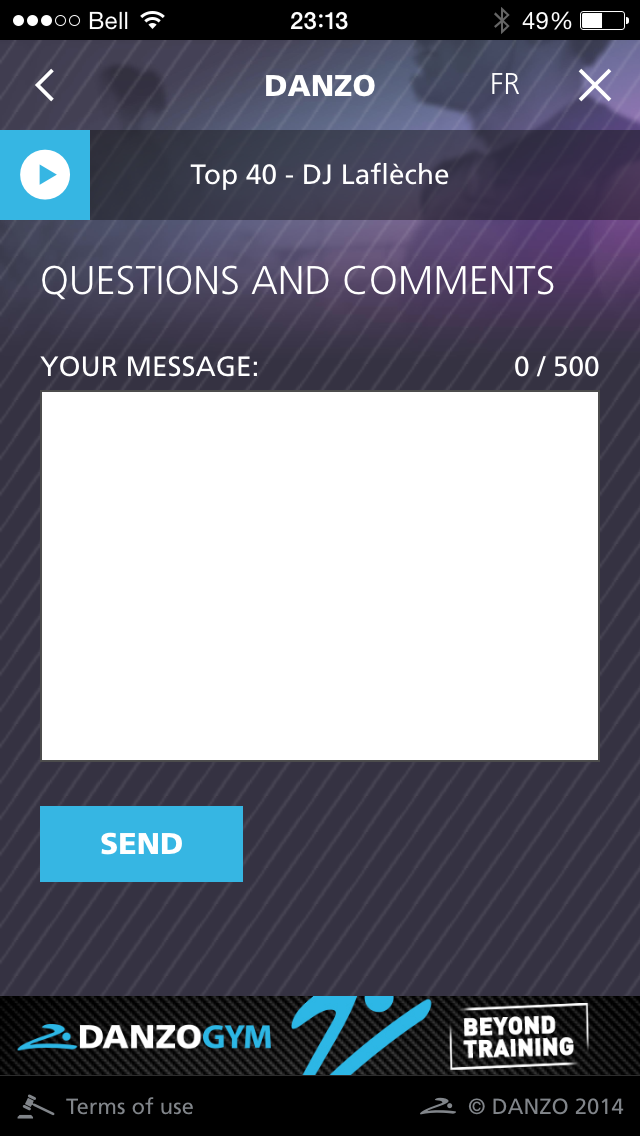 Bell 23:13 49%
DANZO FR
Top 40 - DJ Laflèche
QUESTIONS AND COMMENTS
YOUR MESSAGE: 0 / 500
SEND
DANZOGYM BEYOND
TRAINING
Terms of use © DANZO 2014